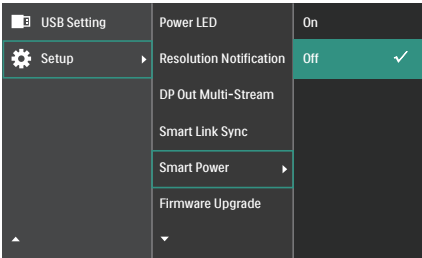 USB Setting
Setup
Power LED
Resolution Notification
DP Out Multi-Stream
Smart Link Sync
Smart Power
Firmware Upgrade
On
Off